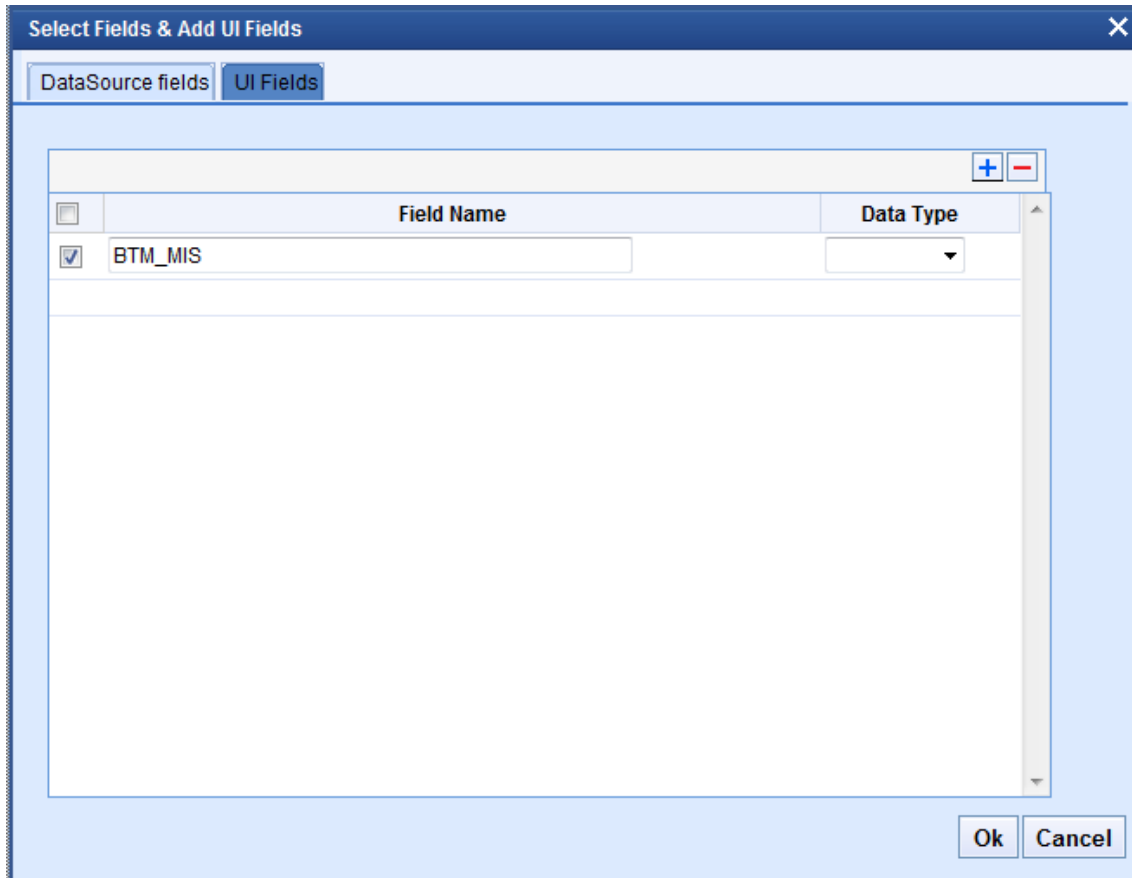 Select Fields & Add UI Fields
DataSource fields UI Fields
Field Name Data Type
BTM_MIS
Ok Cancel